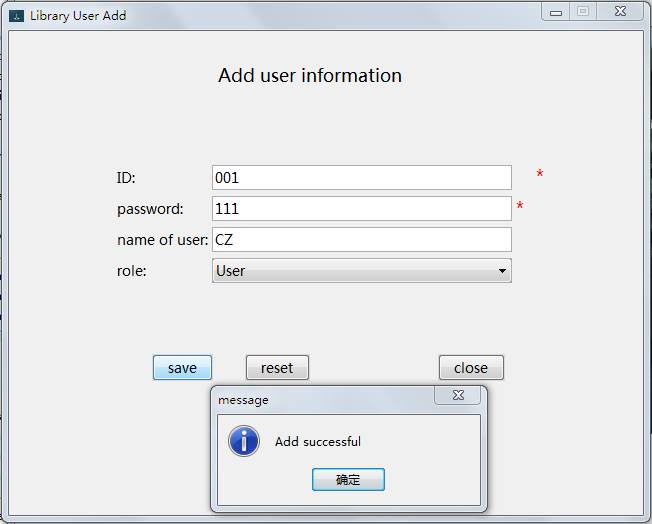 Library User Add
Add user information
ID: 001 *
password: 111 *
name of user: CZ
role: User
save reset close
message
Add successful
确定